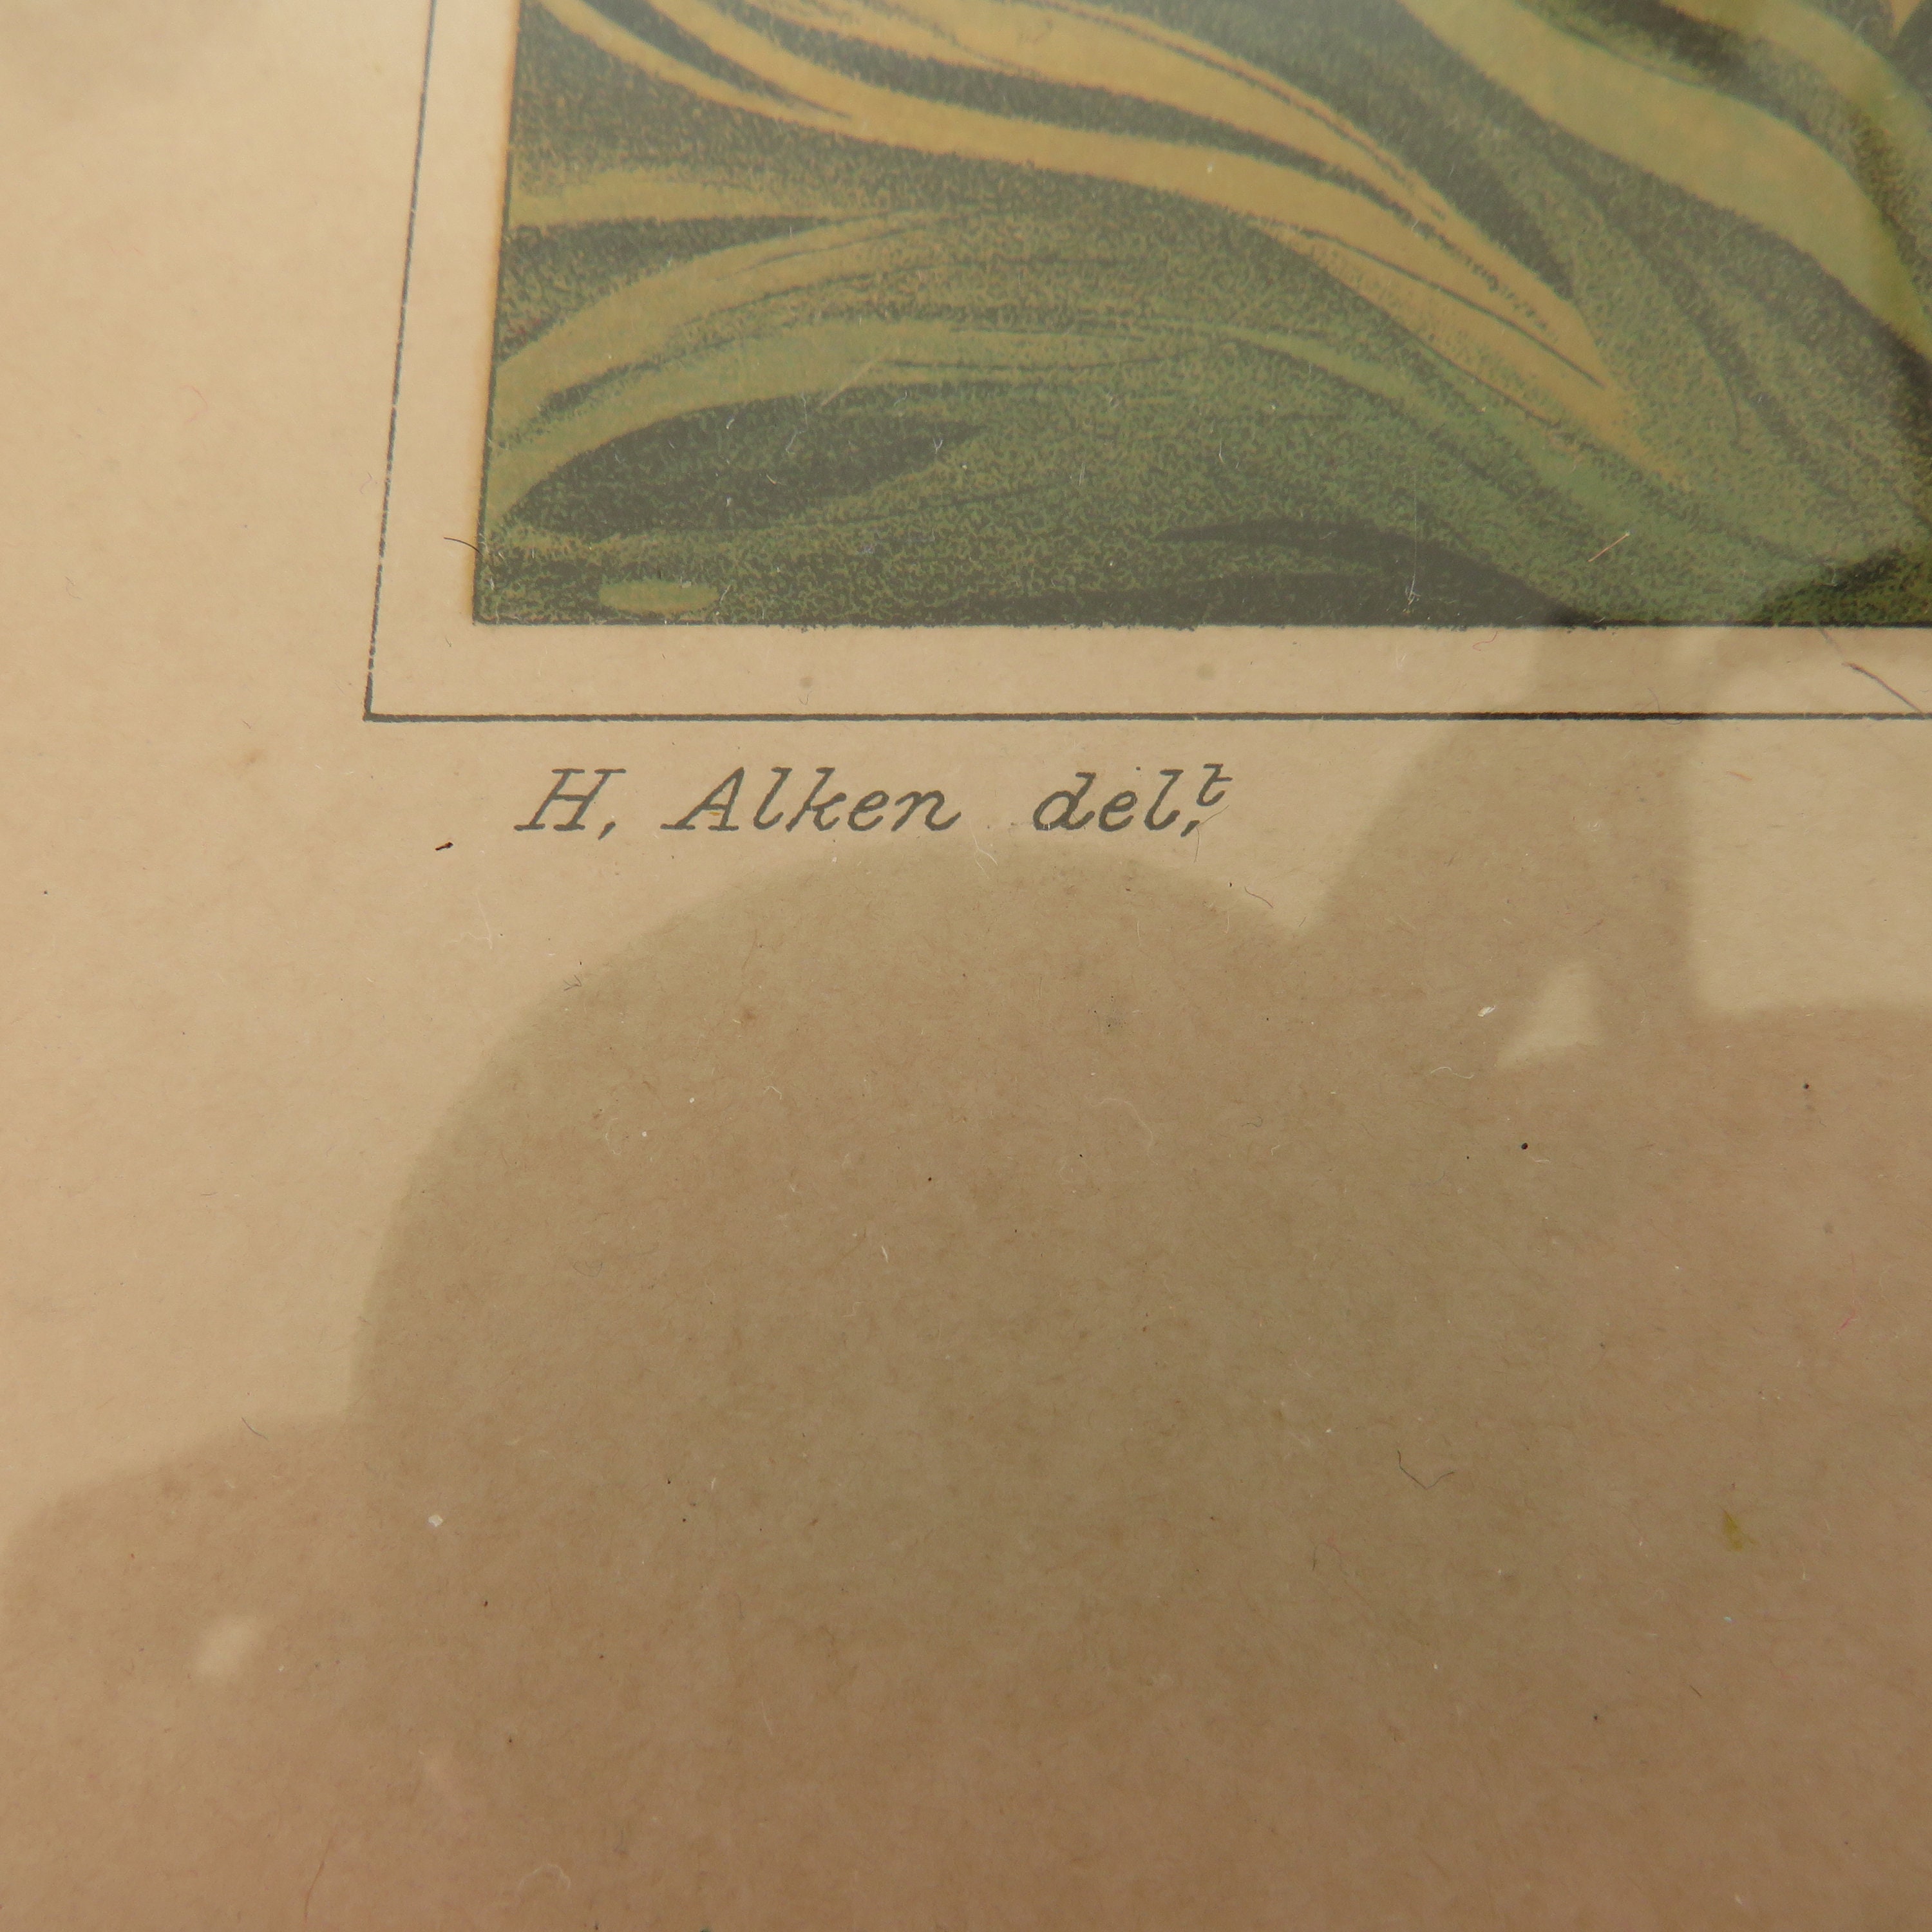 H, Alken del,t